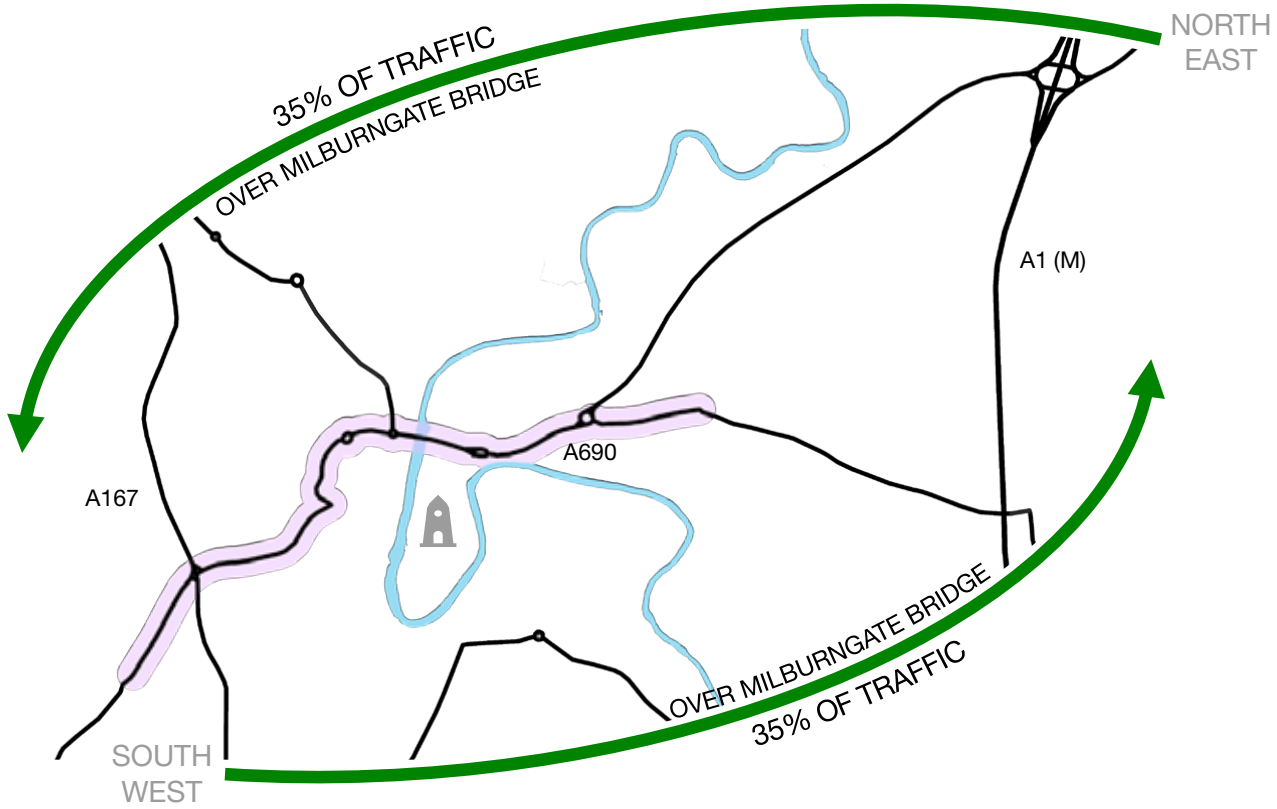 NORTH
EAST
35% OF TRAFFIC
OVER MILBURNGATE BRIDGE
A1 (M)
A690
A167
OVER MILBURNGATE BRIDGE
35% OF TRAFFIC
SOUTH
WEST